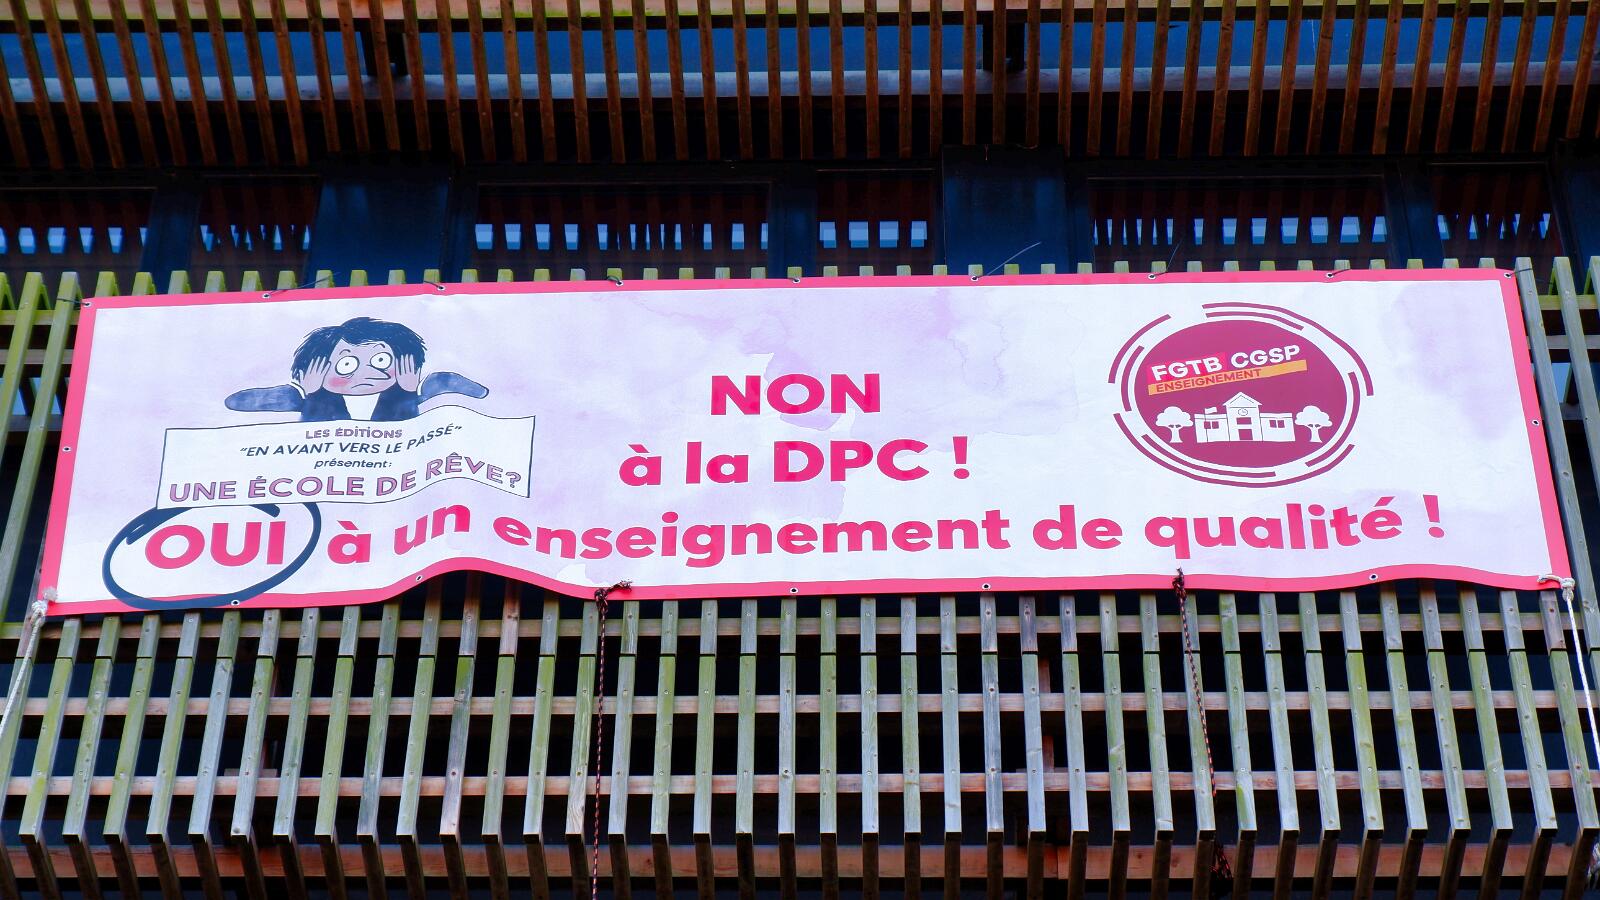 LES ÉDITIONS
"EN AVANT VERS LE PASSÉ"
présentent:
UNE ÉCOLE DE RÊVE?
NON
à la DPC !
OUI à un enseignement de qualité !
FGTB CGSP
ENSEIGNEMENT